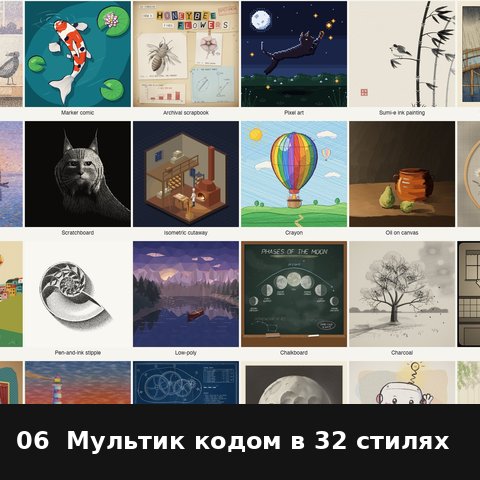 HONEYBEE
FLOWERS
Marker comic
Archival scrapbook
Pixel art
Sumi-e ink painting
Scratchboard
Isometric cutaway
Crayon
Oil on canvas
PHASES OF THE MOON
Pen-and-ink stipple
Low-poly
Chalkboard
Charcoal
06 Мультик кодом в 32 стилях